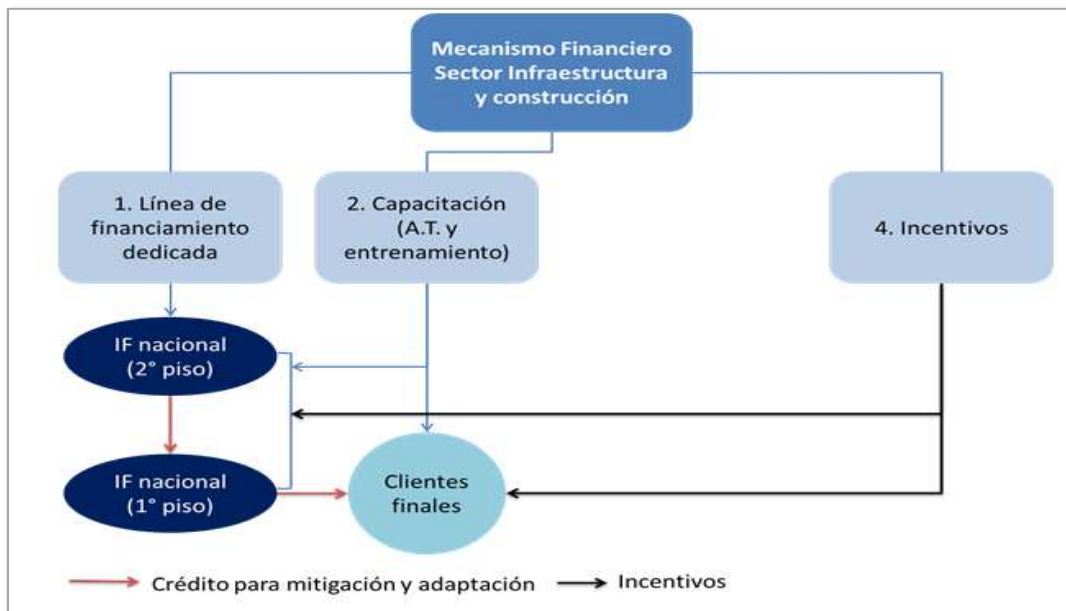 Mecanismo Financiero
Sector Infraestructura
y construcción
1. Línea de
financiamiento
dedicada
2. Capacitación
(A.T. y
entrenamiento)
4. Incentivos
IF nacional
(2° piso)
IF nacional
(1° piso)
Clientes
finales
Crédito para mitigación y adaptación
Incentivos